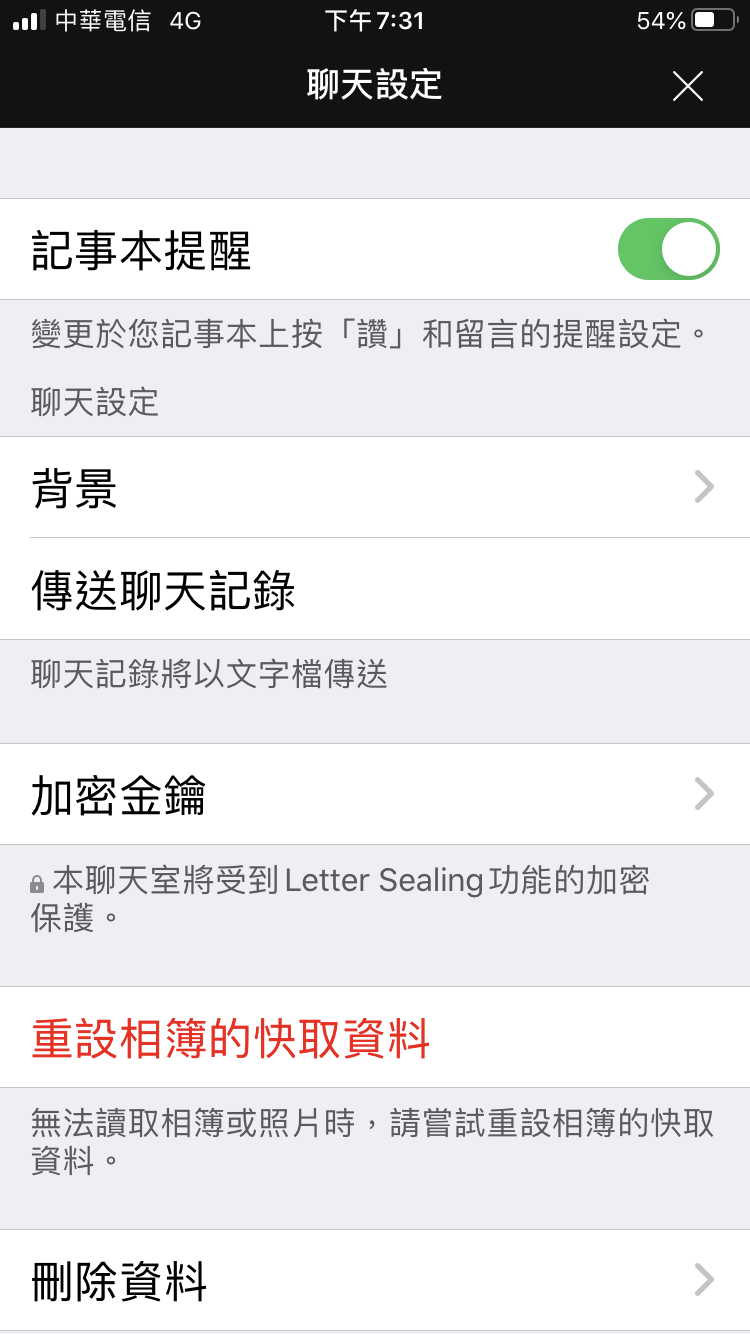 中華電信 4G 下午7:31 54%
聊天設定
記事本提醒
變更於您記事本上按「讚」和留言的提醒設定。
聊天設定
背景
傳送聊天記錄
聊天記錄將以文字檔傳送
加密金鑰
本聊天室將受到Letter Sealing功能的加密
保護。
重設相簿的快取資料
無法讀取相簿或照片時，請嘗試重設相簿的快取
資料。
刪除資料